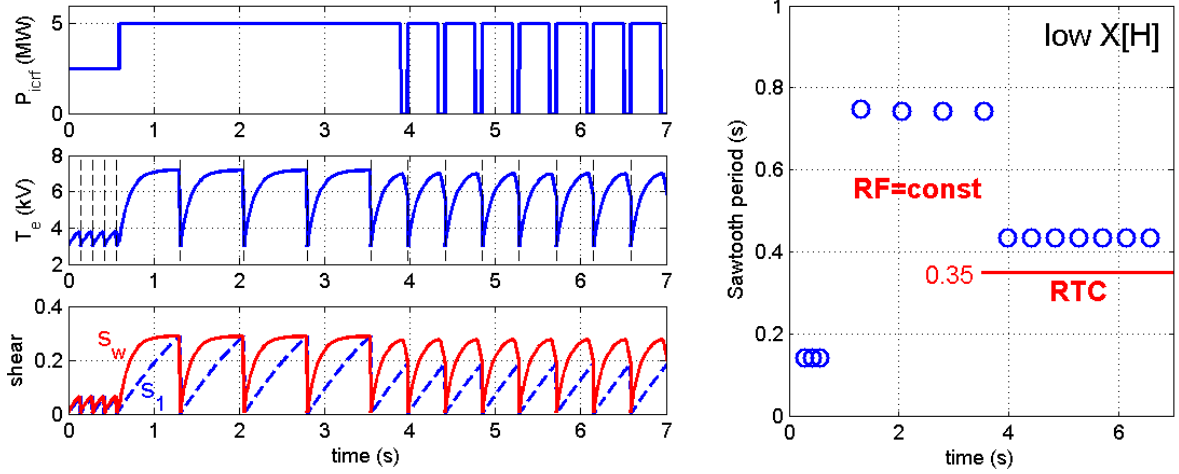 P_icrf (MW)
5
0
0 1 2 3 4 5 6 7
T_e (kV)
8
6
4
2
0 1 2 3 4 5 6 7
shear
0.4
0.2
0
s_w
s_1
0 1 2 3 4 5 6 7
time (s)
low X[H]
Sawtooth period (s)
1
0.8
0.6
0.4
0.2
0
RF=const
0.35
RTC
0 2 4 6
time (s)